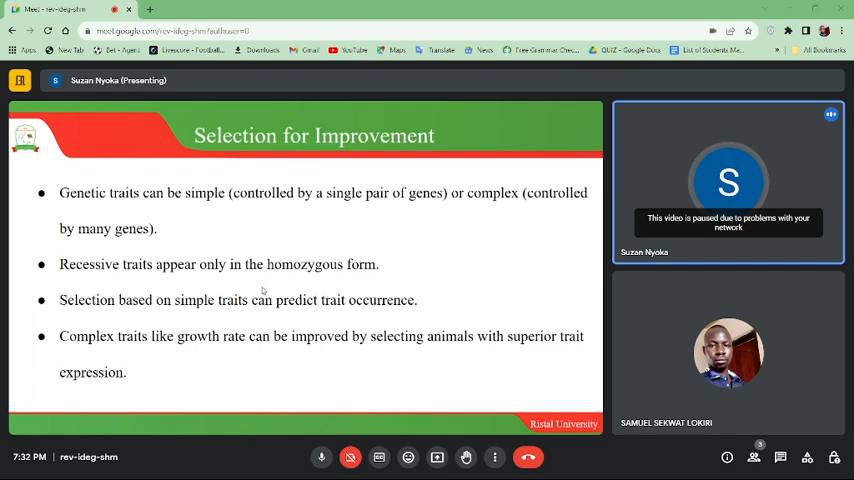 Meet - rev-ideg-shm
meet.google.com/rev-ideg-shm?authuser=0
Apps New Tab Bet - Agent Livescore - Football... Downloads Gmail YouTube Maps Translate News Free Grammar Chec... QUIZ - Google Docs List of Students Ma... » All Bookmarks
S Suzan Nyoka (Presenting)
Selection for Improvement
● Genetic traits can be simple (controlled by a single pair of genes) or complex (controlled
by many genes).
● Recessive traits appear only in the homozygous form.
● Selection based on simple traits can predict trait occurrence.
● Complex traits like growth rate can be improved by selecting animals with superior trait
expression.
Ristal University
S
This video is paused due to problems with your
network
Suzan Nyoka
SAMUEL SEKWAT LOKIRI
7:32 PM | rev-ideg-shm
3